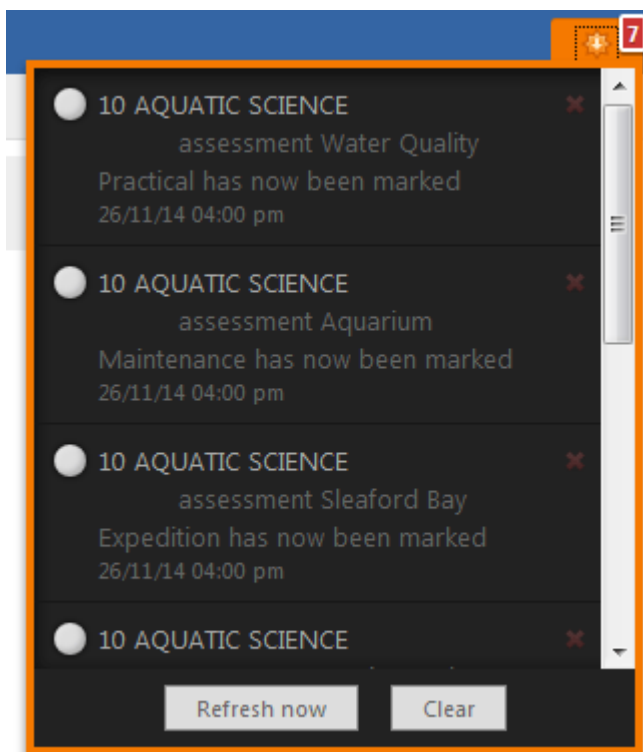 7
10 AQUATIC SCIENCE
assessment Water Quality
Practical has now been marked
26/11/14 04:00 pm
10 AQUATIC SCIENCE
assessment Aquarium
Maintenance has now been marked
26/11/14 04:00 pm
10 AQUATIC SCIENCE
assessment Sleaford Bay
Expedition has now been marked
26/11/14 04:00 pm
10 AQUATIC SCIENCE
Refresh now
Clear